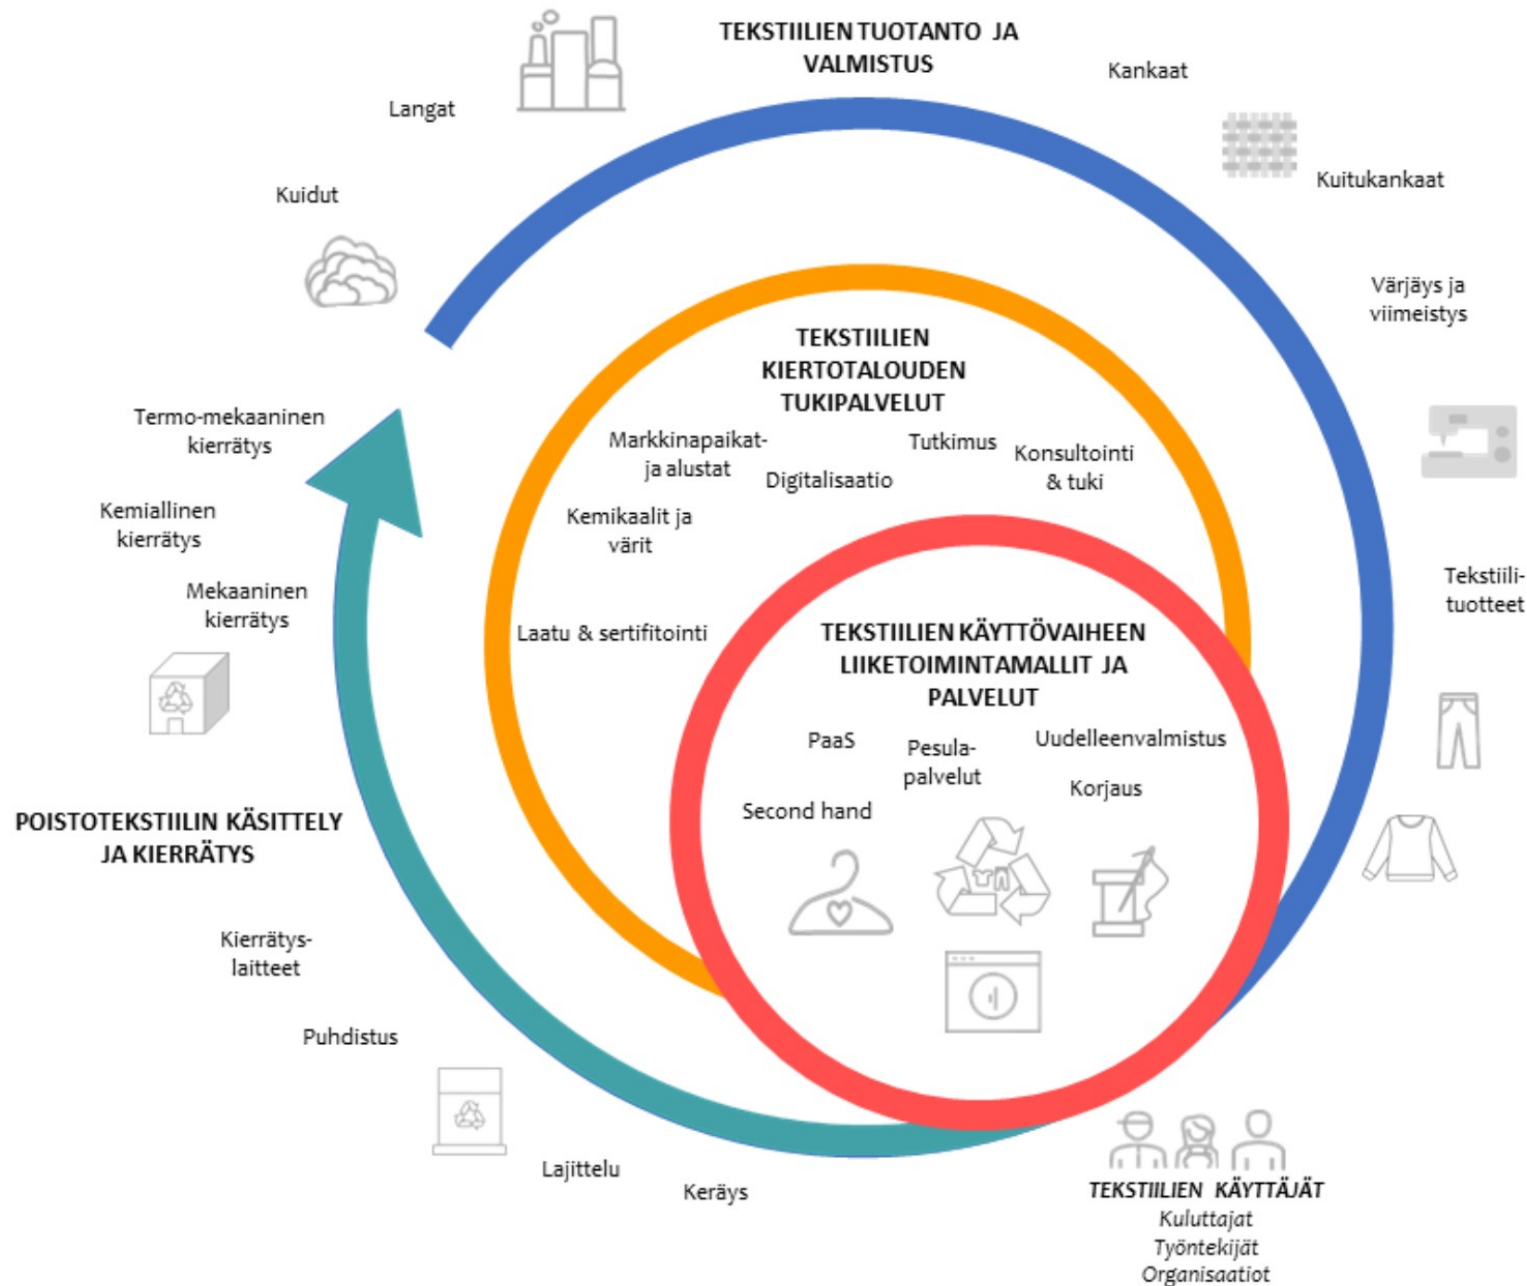 TEKSTIILIEN TUOTANTO JA
VALMISTUS
Langat
Kankaat
Kuidut
Kuitukankaat
Värjäys ja
viimeistys
Tekstiili-
tuotteet
TEKSTIILIEN
KIERTOTALOUDEN
TUKIPALVELUT
Markkinapaikat-
ja alustat
Digitalisaatio
Tutkimus
Konsultointi
& tuki
Kemikaalit ja
värit
Laatu & sertifitointi
TEKSTIILIEN KÄYTTÖVAIHEEN
LIIKETOIMINTAMALLIT JA
PALVELUT
PaaS
Pesula-
palvelut
Uudelleenvalmistus
Korjaus
Second hand
Termo-mekaaninen
kierrätys
Kemiallinen
kierrätys
Mekaaninen
kierrätys
POISTOTEKSTIILIN KÄSITTELY
JA KIERRÄTYS
Kierrätys-
laitteet
Puhdistus
Lajittelu
Keräys
TEKSTIILIEN KÄYTTÄJÄT
Kuluttajat
Työntekijät
Organisaatiot